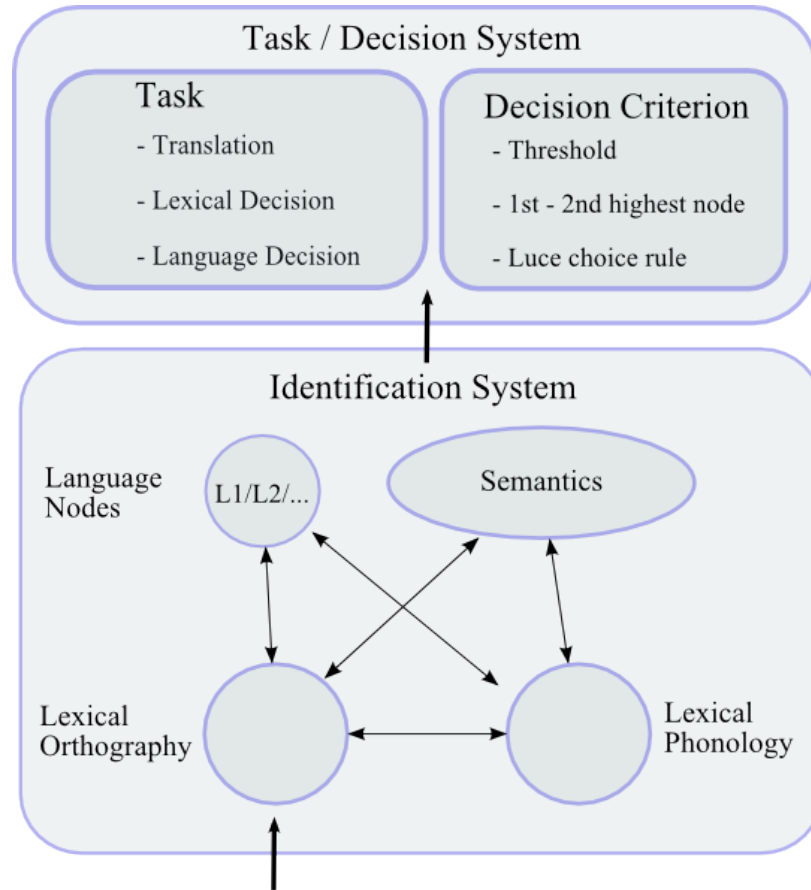 Task / Decision System
Task
- Translation
- Lexical Decision
- Language Decision
Decision Criterion
- Threshold
- 1st - 2nd highest node
- Luce choice rule
Identification System
Language
Nodes
L1/L2/...
Semantics
Lexical
Orthography
Lexical
Phonology